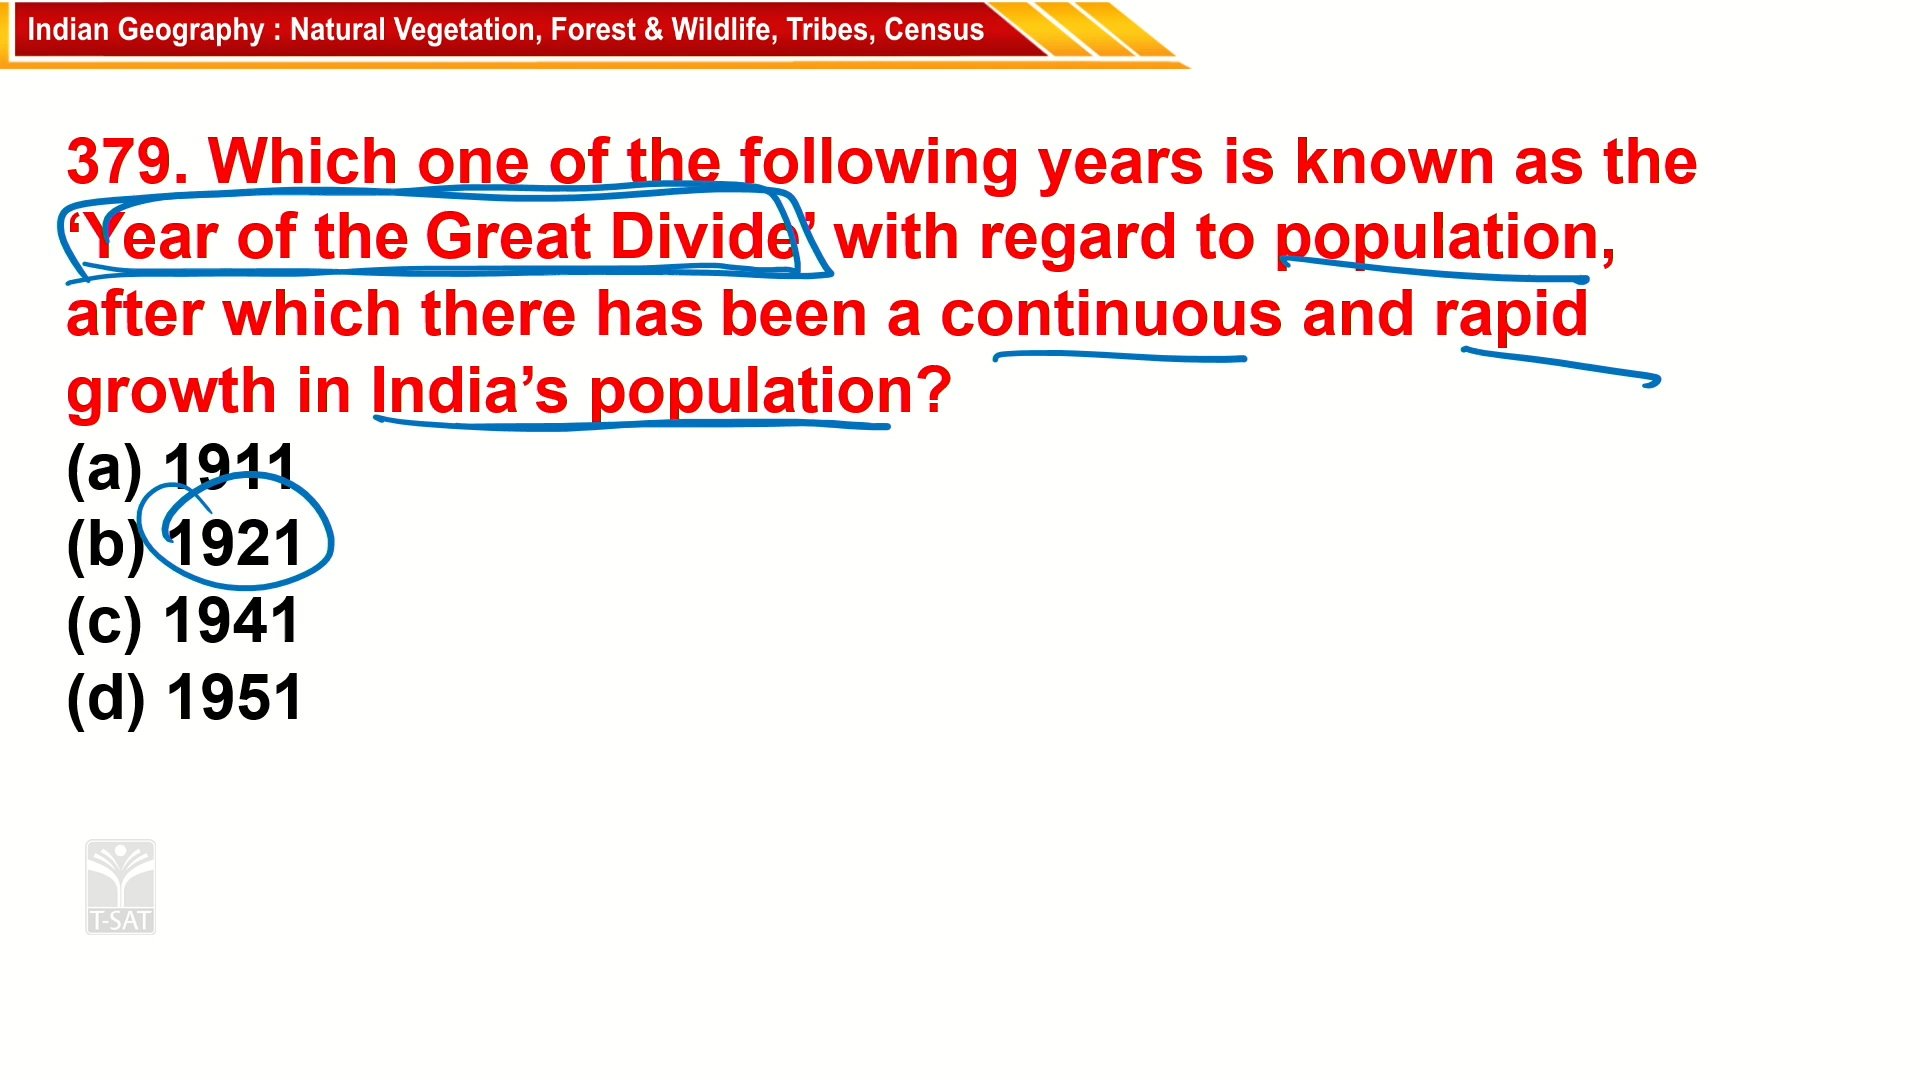 Indian Geography : Natural Vegetation, Forest & Wildlife, Tribes, Census
379. Which one of the following years is known as the
‘Year of the Great Divide’ with regard to population,
after which there has been a continuous and rapid
growth in India’s population?
(a) 1911
(b) 1921
(c) 1941
(d) 1951
T-SAT